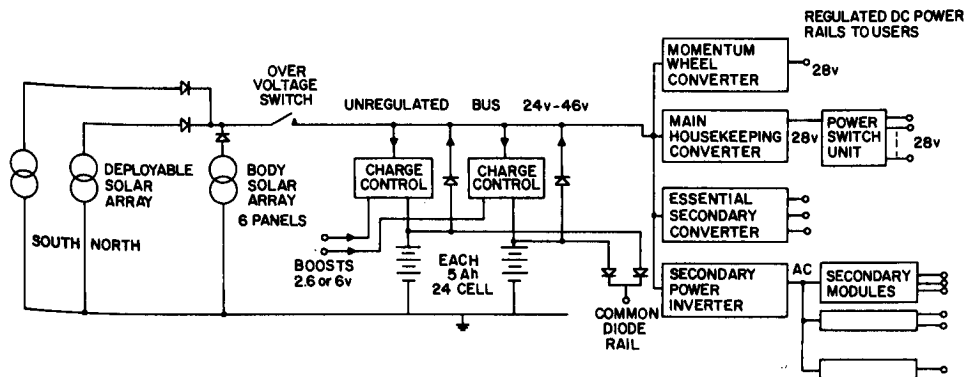 REGULATED DC POWER
RAILS TO USERS
OVER
VOLTAGE
SWITCH
UNREGULATED BUS 24v-46v
MOMENTUM
WHEEL
CONVERTER
28v
MAIN
HOUSEKEEPING
CONVERTER
28v
POWER
SWITCH
UNIT
28v
DEPLOYABLE
SOLAR
ARRAY
BODY
SOLAR
ARRAY
6 PANELS
CHARGE
CONTROL
CHARGE
CONTROL
SOUTH NORTH
BOOSTS
2.6 or 6v
EACH
5Ah
24 CELL
ESSENTIAL
SECONDARY
CONVERTER
COMMON
DIODE
RAIL
SECONDARY
POWER
INVERTER
AC
SECONDARY
MODULES